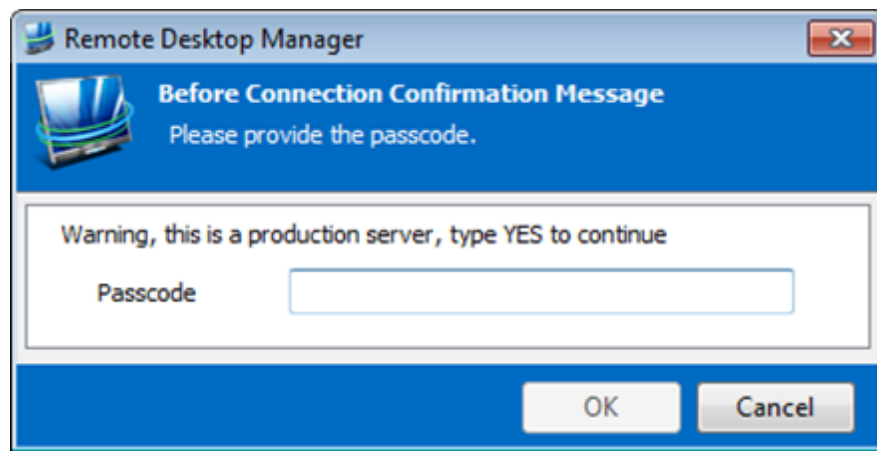 Remote Desktop Manager
Before Connection Confirmation Message
Please provide the passcode.
Warning, this is a production server, type YES to continue
Passcode
OK Cancel